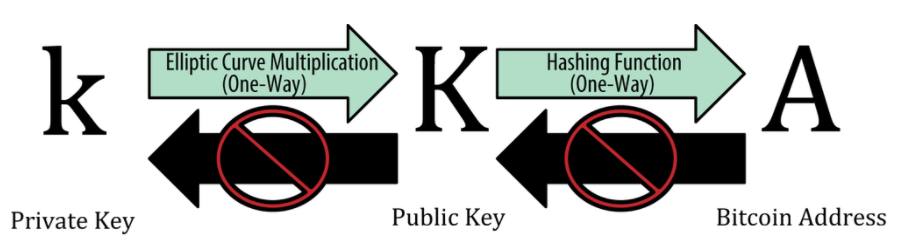 k
Elliptic Curve Multiplication
(One-Way)
K
Hashing Function
(One-Way)
A
Private Key
Public Key
Bitcoin Address